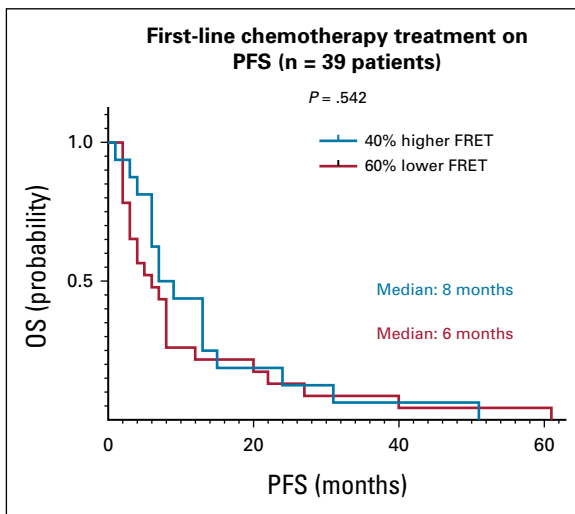 First-line chemotherapy treatment on
PFS (n = 39 patients)
P = .542
40% higher FRET
60% lower FRET
1.0
0.5
OS (probability)
Median: 8 months
Median: 6 months
0 20 40 60
PFS (months)